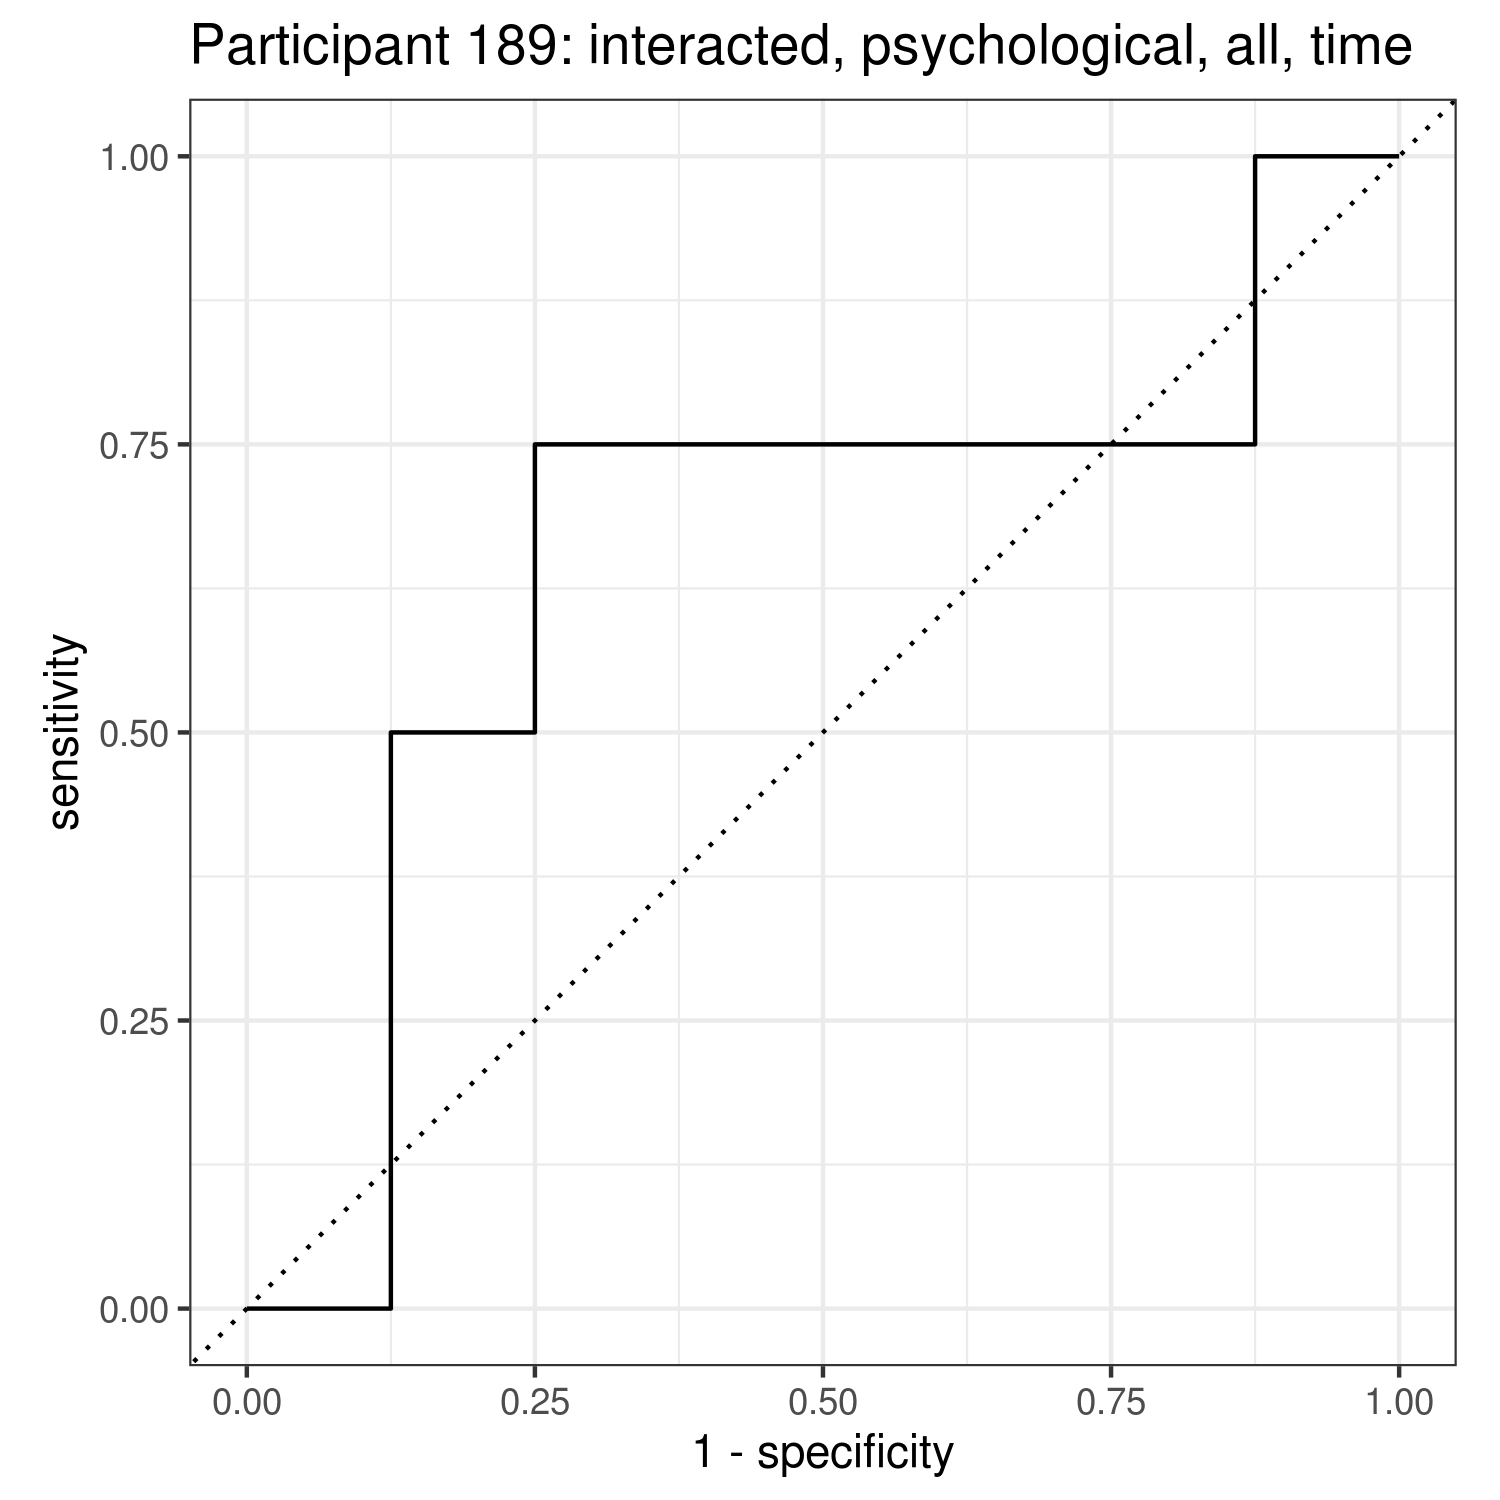 Participant 189: interacted, psychological, all, time
1.00
0.75
0.50
0.25
0.00
sensitivity
0.00 0.25 0.50 0.75 1.00
1 - specificity